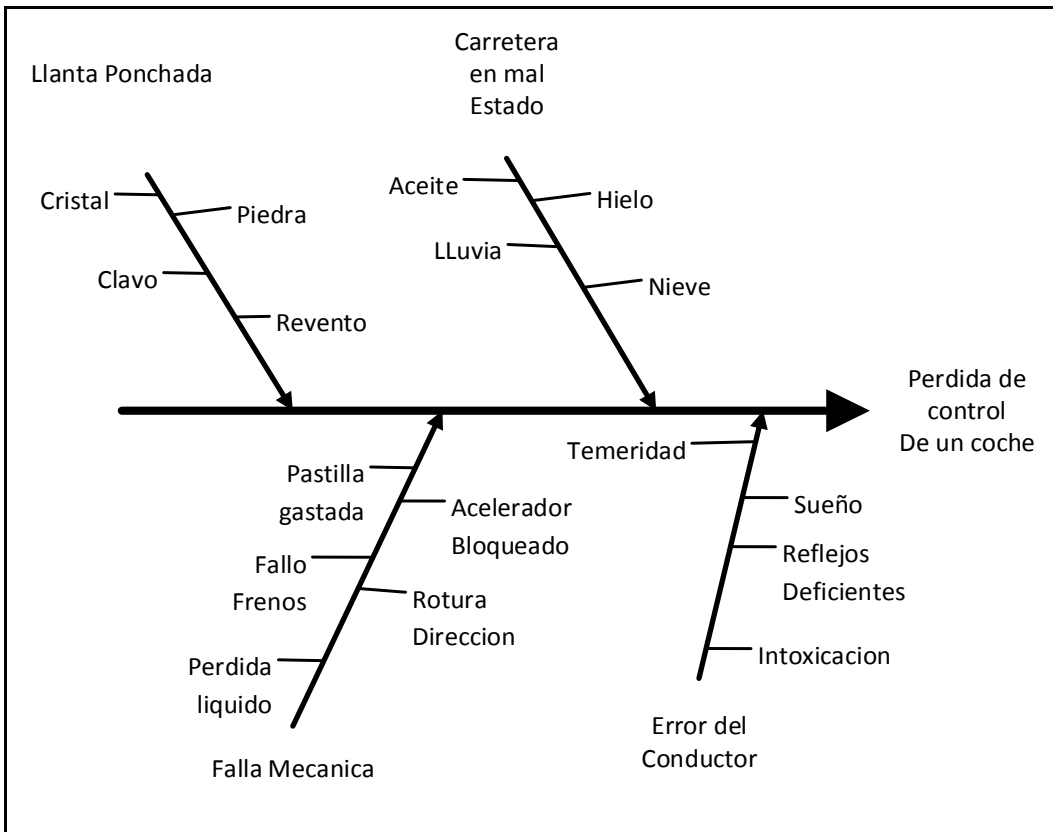 Llanta Ponchada
Carretera
en mal
Estado
Cristal
Piedra
Clavo
Revento
Aceite
Hielo
LLuvia
Nieve
Perdida de
control
De un coche
Pastilla
gastada
Acelerador
Bloqueado
Fallo
Frenos
Rotura
Direccion
Perdida
liquido
Falla Mecanica
Temeridad
Sueño
Reflejos
Deficientes
Intoxicacion
Error del
Conductor